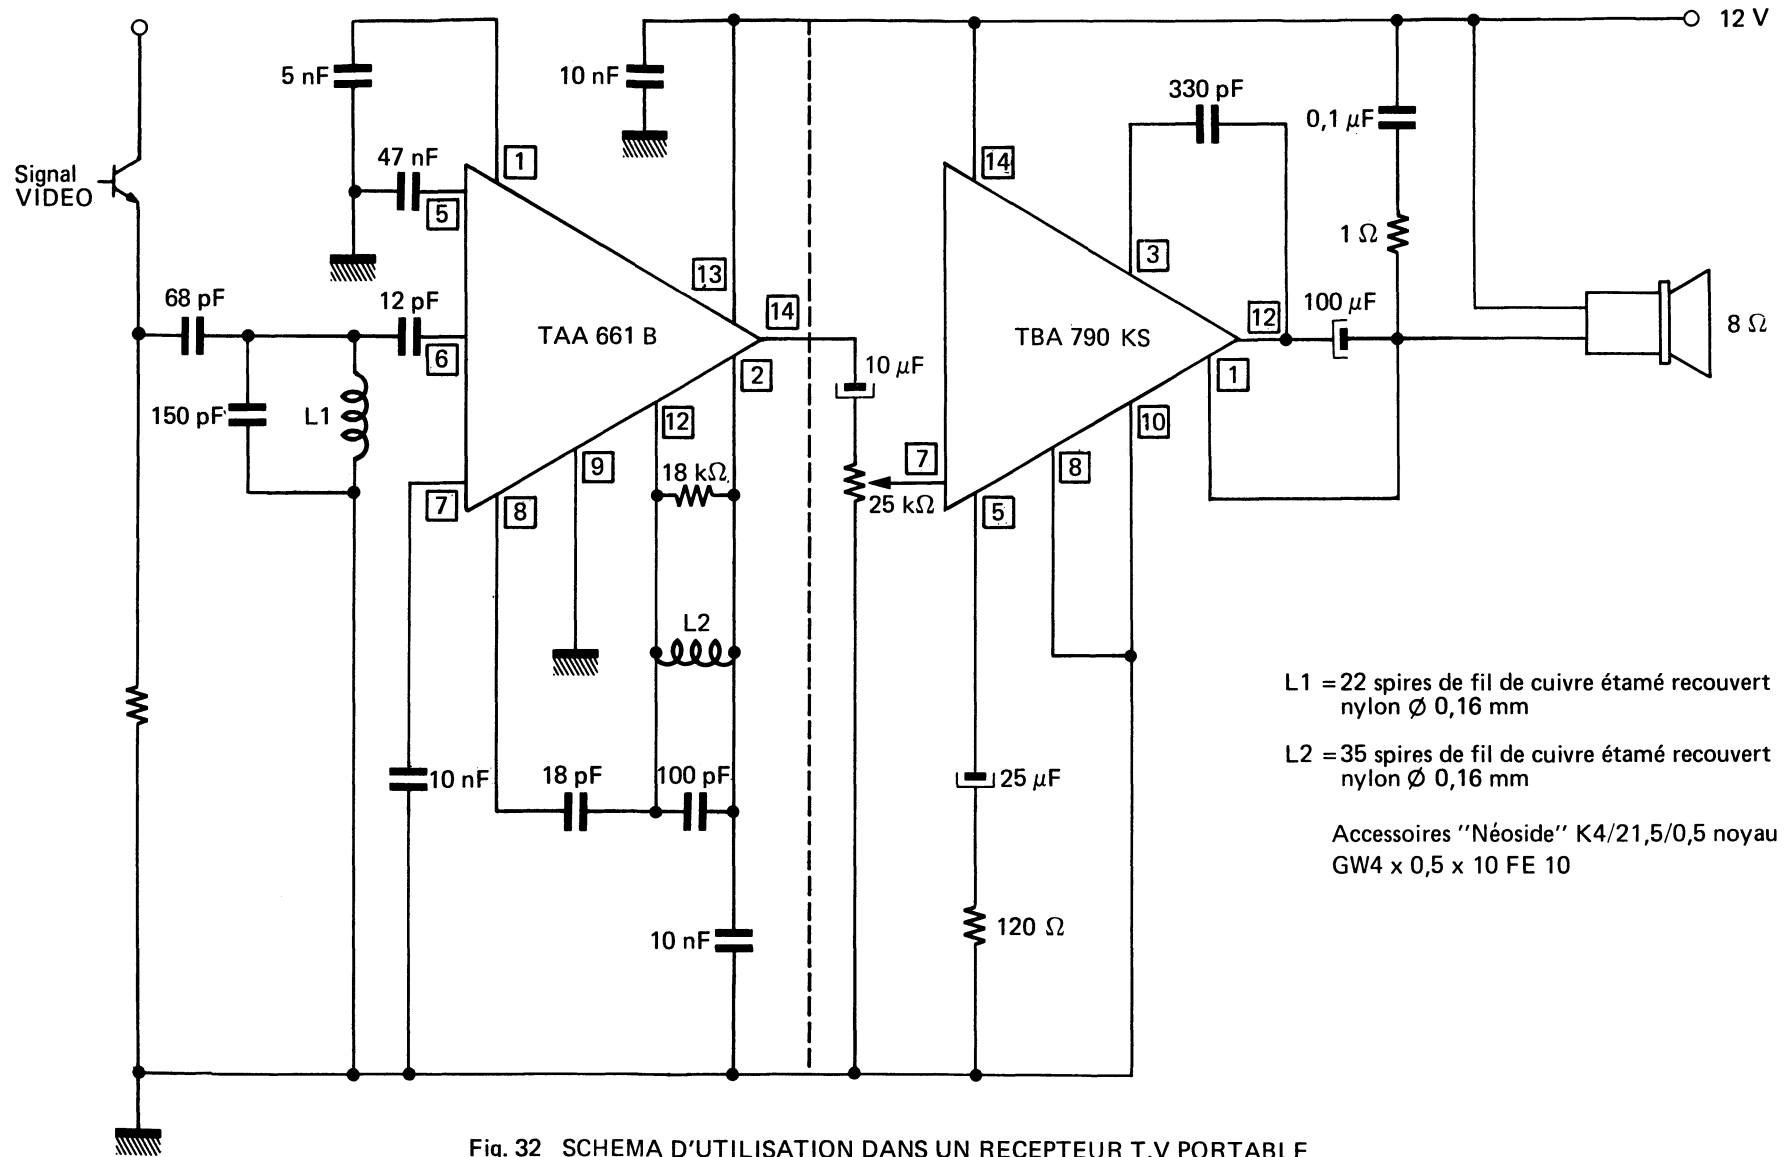 12 V
5 nF
10 nF
330 pF
0,1 µF
Signal
VIDEO
47 nF
1
14
5
1 Ω
3
13
68 pF
12 pF
14
12
100 µF
TAA 661 B
TBA 790 KS
8 Ω
6
2
10 µF
1
150 pF
L1
12
10
9
18 kΩ
7
8
7
8
25 kΩ
5
L2
L1 = 22 spires de fil de cuivre étamé recouvert
nylon Ø 0,16 mm
L2 = 35 spires de fil de cuivre étamé recouvert
nylon Ø 0,16 mm
10 nF
18 pF
100 pF
25 µF
Accessoires "Néoside" K4/21,5/0,5 noyau
GW4 x 0,5 x 10 FE 10
10 nF
120 Ω
Fig. 32 SCHEMA D'UTILISATION DANS UN RECEPTEUR T.V PORTABLE